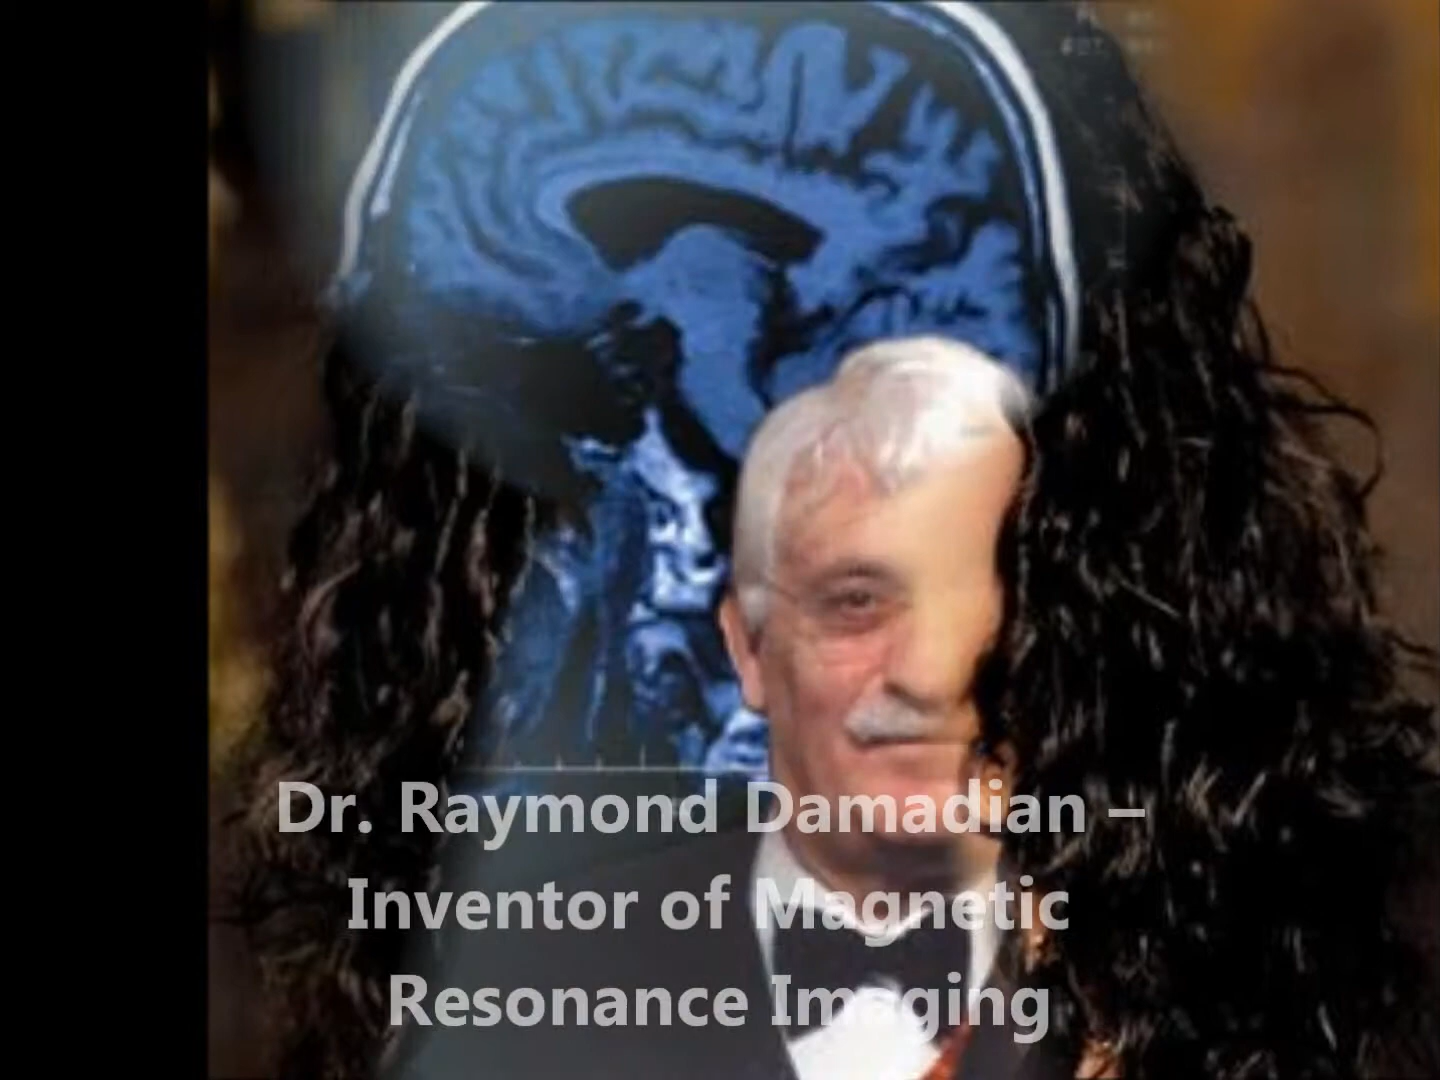 Dr. Raymond Damadian –
Inventor of Magnetic
Resonance Imaging